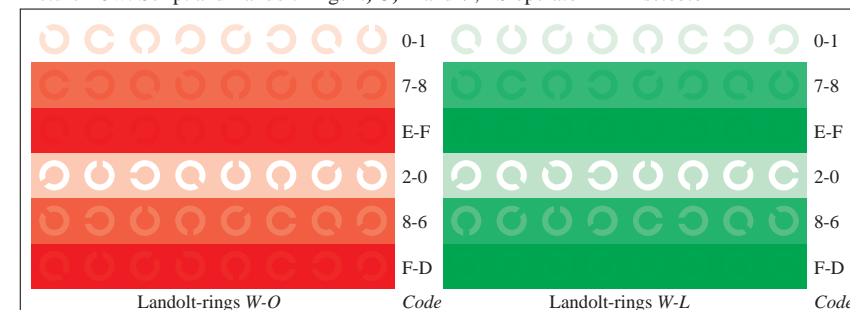 0-1 0-1
7-8 7-8
E-F E-F
2-0 2-0
8-6 8-6
F-D F-D
Landolt-rings W-O Code Landolt-rings W-L Code